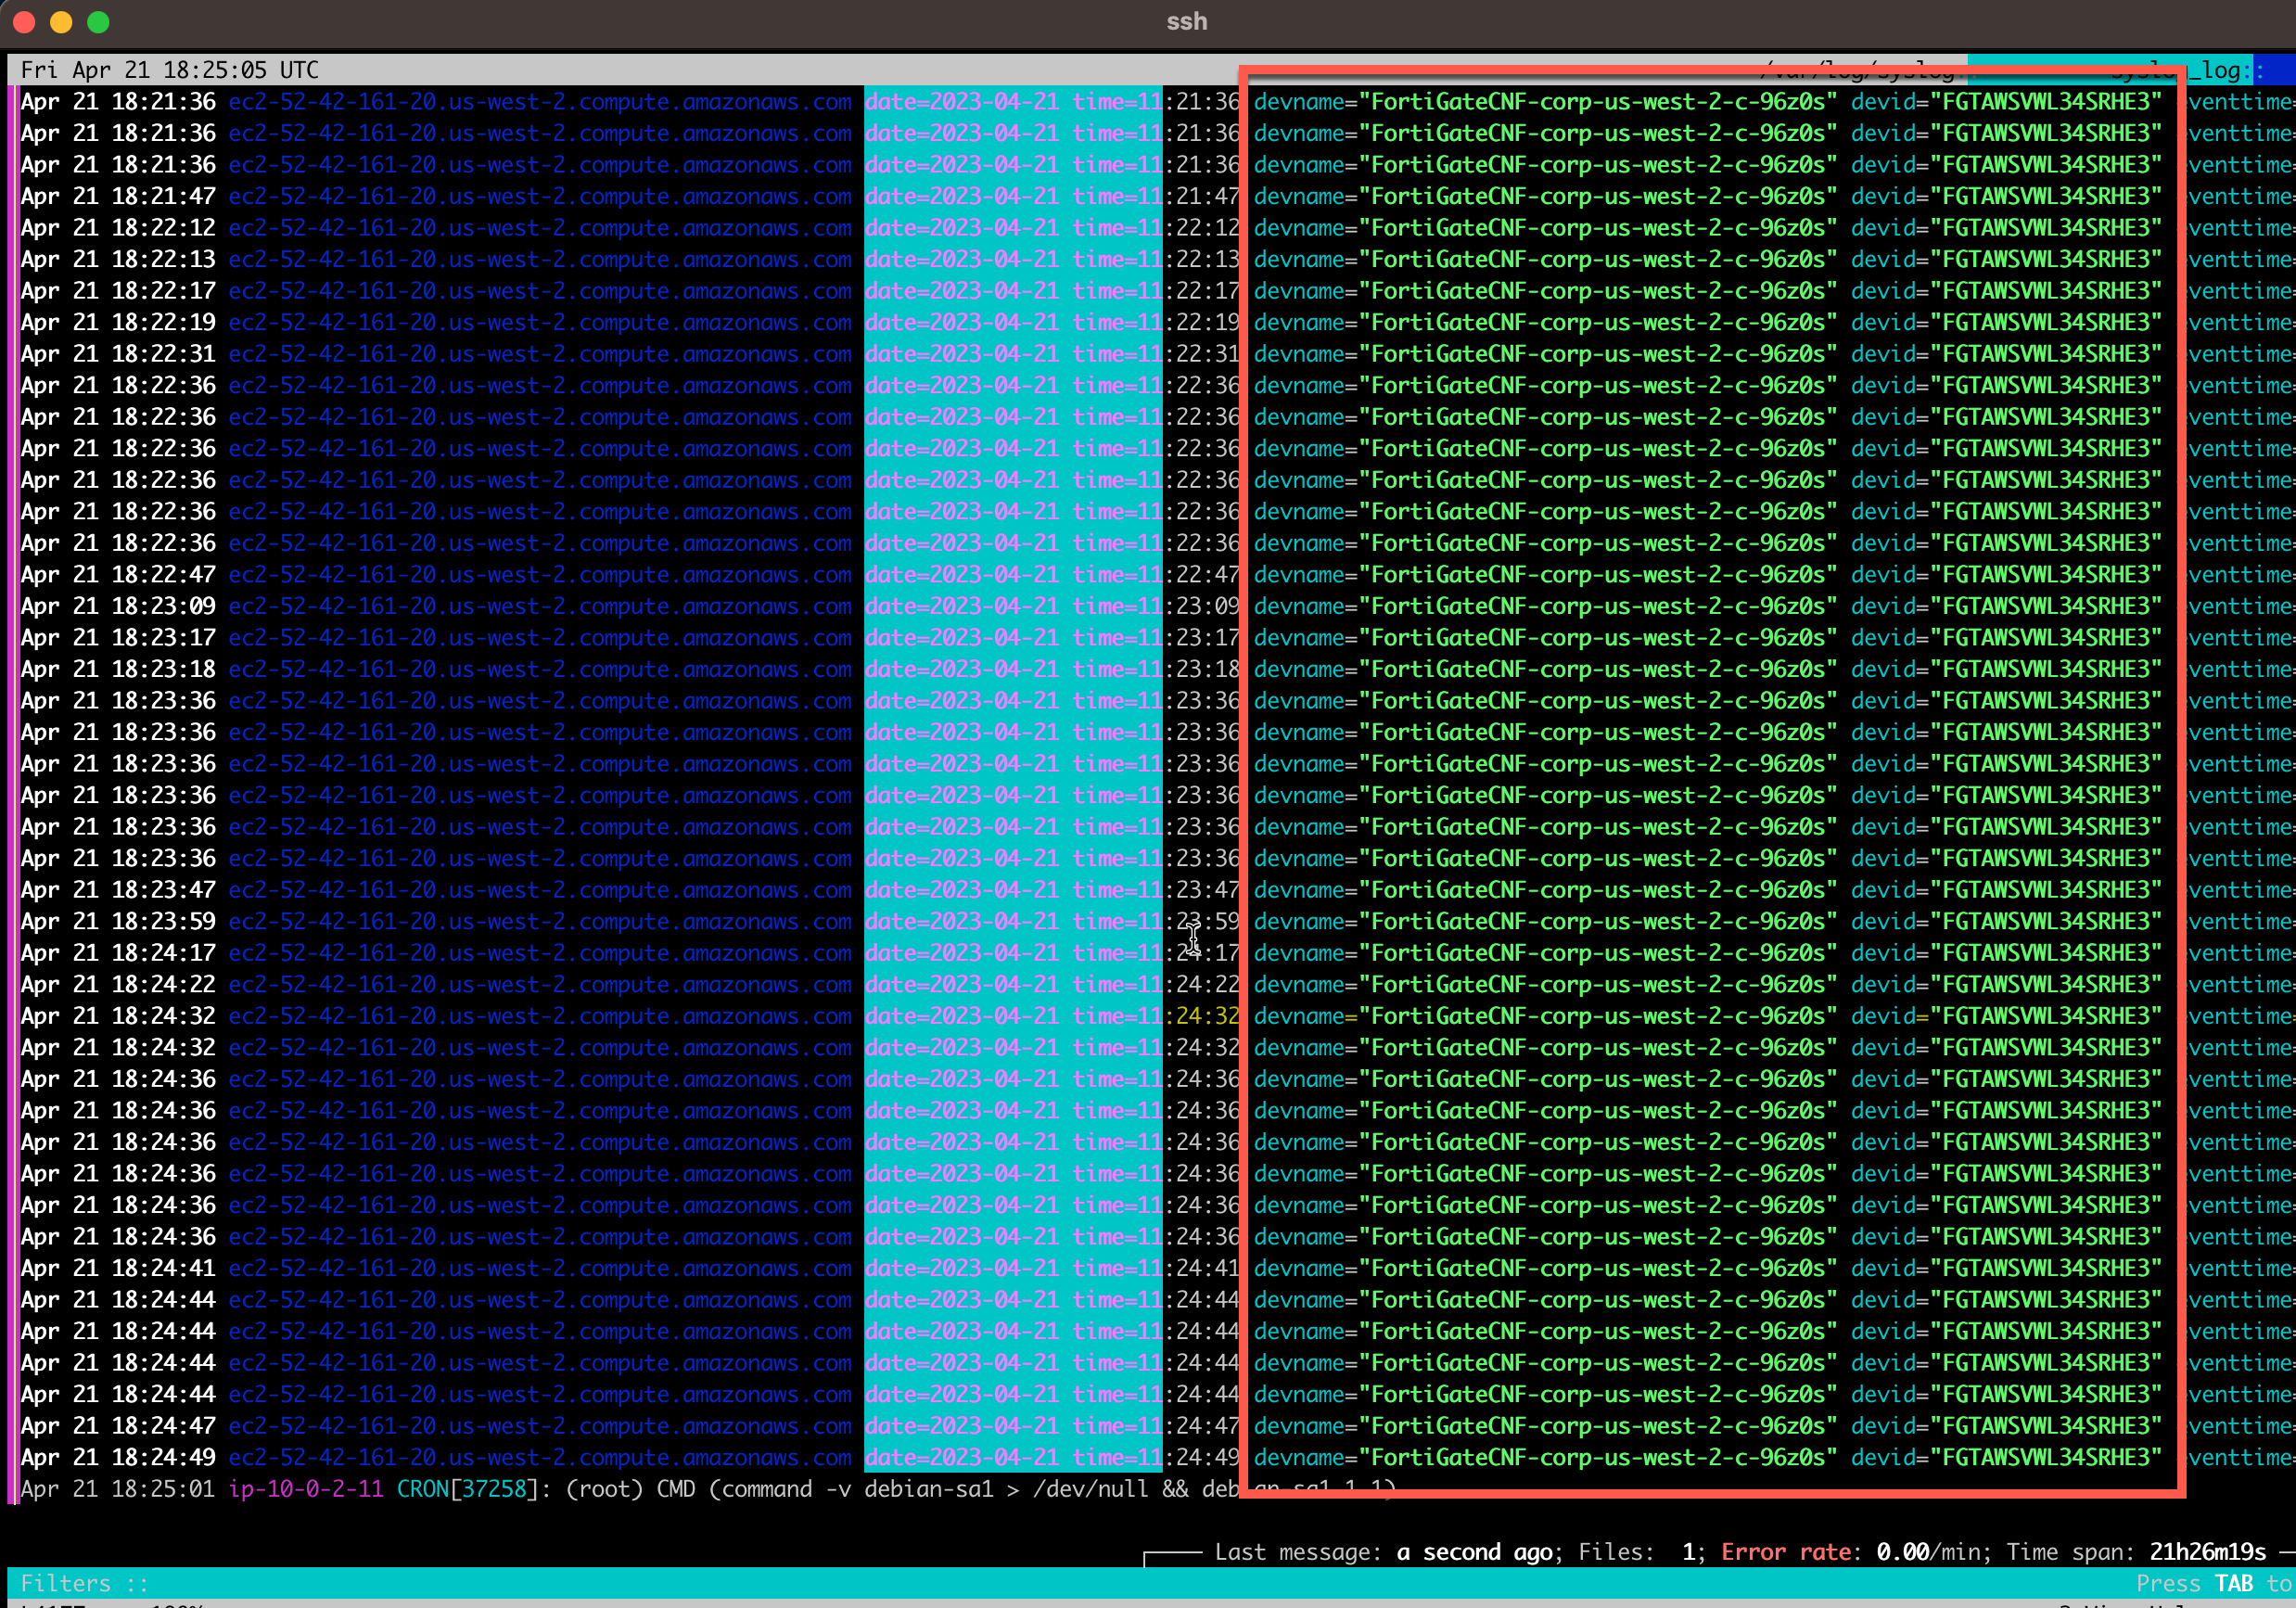 ssh
Fri Apr 21 18:25:05 UTC /var/log/syslog: syslog_log::
Apr 21 18:21:36 ec2-52-42-161-20.us-west-2.compute.amazonaws.com date=2023-04-21 time=11:21:36 devname="FortiGateCNF-corp-us-west-2-c-96z0s" devid="FGTAWSVWL34SRHE3" eventtime=
Apr 21 18:21:36 ec2-52-42-161-20.us-west-2.compute.amazonaws.com date=2023-04-21 time=11:21:36 devname="FortiGateCNF-corp-us-west-2-c-96z0s" devid="FGTAWSVWL34SRHE3" eventtime=
Apr 21 18:21:36 ec2-52-42-161-20.us-west-2.compute.amazonaws.com date=2023-04-21 time=11:21:36 devname="FortiGateCNF-corp-us-west-2-c-96z0s" devid="FGTAWSVWL34SRHE3" eventtime=
Apr 21 18:21:47 ec2-52-42-161-20.us-west-2.compute.amazonaws.com date=2023-04-21 time=11:21:47 devname="FortiGateCNF-corp-us-west-2-c-96z0s" devid="FGTAWSVWL34SRHE3" eventtime=
Apr 21 18:22:12 ec2-52-42-161-20.us-west-2.compute.amazonaws.com date=2023-04-21 time=11:22:12 devname="FortiGateCNF-corp-us-west-2-c-96z0s" devid="FGTAWSVWL34SRHE3" eventtime=
Apr 21 18:22:13 ec2-52-42-161-20.us-west-2.compute.amazonaws.com date=2023-04-21 time=11:22:13 devname="FortiGateCNF-corp-us-west-2-c-96z0s" devid="FGTAWSVWL34SRHE3" eventtime=
Apr 21 18:22:17 ec2-52-42-161-20.us-west-2.compute.amazonaws.com date=2023-04-21 time=11:22:17 devname="FortiGateCNF-corp-us-west-2-c-96z0s" devid="FGTAWSVWL34SRHE3" eventtime=
Apr 21 18:22:19 ec2-52-42-161-20.us-west-2.compute.amazonaws.com date=2023-04-21 time=11:22:19 devname="FortiGateCNF-corp-us-west-2-c-96z0s" devid="FGTAWSVWL34SRHE3" eventtime=
Apr 21 18:22:31 ec2-52-42-161-20.us-west-2.compute.amazonaws.com date=2023-04-21 time=11:22:31 devname="FortiGateCNF-corp-us-west-2-c-96z0s" devid="FGTAWSVWL34SRHE3" eventtime=
Apr 21 18:22:36 ec2-52-42-161-20.us-west-2.compute.amazonaws.com date=2023-04-21 time=11:22:36 devname="FortiGateCNF-corp-us-west-2-c-96z0s" devid="FGTAWSVWL34SRHE3" eventtime=
Apr 21 18:22:36 ec2-52-42-161-20.us-west-2.compute.amazonaws.com date=2023-04-21 time=11:22:36 devname="FortiGateCNF-corp-us-west-2-c-96z0s" devid="FGTAWSVWL34SRHE3" eventtime=
Apr 21 18:22:36 ec2-52-42-161-20.us-west-2.compute.amazonaws.com date=2023-04-21 time=11:22:36 devname="FortiGateCNF-corp-us-west-2-c-96z0s" devid="FGTAWSVWL34SRHE3" eventtime=
Apr 21 18:22:36 ec2-52-42-161-20.us-west-2.compute.amazonaws.com date=2023-04-21 time=11:22:36 devname="FortiGateCNF-corp-us-west-2-c-96z0s" devid="FGTAWSVWL34SRHE3" eventtime=
Apr 21 18:22:36 ec2-52-42-161-20.us-west-2.compute.amazonaws.com date=2023-04-21 time=11:22:36 devname="FortiGateCNF-corp-us-west-2-c-96z0s" devid="FGTAWSVWL34SRHE3" eventtime=
Apr 21 18:22:36 ec2-52-42-161-20.us-west-2.compute.amazonaws.com date=2023-04-21 time=11:22:36 devname="FortiGateCNF-corp-us-west-2-c-96z0s" devid="FGTAWSVWL34SRHE3" eventtime=
Apr 21 18:22:47 ec2-52-42-161-20.us-west-2.compute.amazonaws.com date=2023-04-21 time=11:22:47 devname="FortiGateCNF-corp-us-west-2-c-96z0s" devid="FGTAWSVWL34SRHE3" eventtime=
Apr 21 18:23:09 ec2-52-42-161-20.us-west-2.compute.amazonaws.com date=2023-04-21 time=11:23:09 devname="FortiGateCNF-corp-us-west-2-c-96z0s" devid="FGTAWSVWL34SRHE3" eventtime=
Apr 21 18:23:17 ec2-52-42-161-20.us-west-2.compute.amazonaws.com date=2023-04-21 time=11:23:17 devname="FortiGateCNF-corp-us-west-2-c-96z0s" devid="FGTAWSVWL34SRHE3" eventtime=
Apr 21 18:23:18 ec2-52-42-161-20.us-west-2.compute.amazonaws.com date=2023-04-21 time=11:23:18 devname="FortiGateCNF-corp-us-west-2-c-96z0s" devid="FGTAWSVWL34SRHE3" eventtime=
Apr 21 18:23:36 ec2-52-42-161-20.us-west-2.compute.amazonaws.com date=2023-04-21 time=11:23:36 devname="FortiGateCNF-corp-us-west-2-c-96z0s" devid="FGTAWSVWL34SRHE3" eventtime=
Apr 21 18:23:36 ec2-52-42-161-20.us-west-2.compute.amazonaws.com date=2023-04-21 time=11:23:36 devname="FortiGateCNF-corp-us-west-2-c-96z0s" devid="FGTAWSVWL34SRHE3" eventtime=
Apr 21 18:23:36 ec2-52-42-161-20.us-west-2.compute.amazonaws.com date=2023-04-21 time=11:23:36 devname="FortiGateCNF-corp-us-west-2-c-96z0s" devid="FGTAWSVWL34SRHE3" eventtime=
Apr 21 18:23:36 ec2-52-42-161-20.us-west-2.compute.amazonaws.com date=2023-04-21 time=11:23:36 devname="FortiGateCNF-corp-us-west-2-c-96z0s" devid="FGTAWSVWL34SRHE3" eventtime=
Apr 21 18:23:36 ec2-52-42-161-20.us-west-2.compute.amazonaws.com date=2023-04-21 time=11:23:36 devname="FortiGateCNF-corp-us-west-2-c-96z0s" devid="FGTAWSVWL34SRHE3" eventtime=
Apr 21 18:23:36 ec2-52-42-161-20.us-west-2.compute.amazonaws.com date=2023-04-21 time=11:23:36 devname="FortiGateCNF-corp-us-west-2-c-96z0s" devid="FGTAWSVWL34SRHE3" eventtime=
Apr 21 18:23:47 ec2-52-42-161-20.us-west-2.compute.amazonaws.com date=2023-04-21 time=11:23:47 devname="FortiGateCNF-corp-us-west-2-c-96z0s" devid="FGTAWSVWL34SRHE3" eventtime=
Apr 21 18:23:59 ec2-52-42-161-20.us-west-2.compute.amazonaws.com date=2023-04-21 time=11:23:59 devname="FortiGateCNF-corp-us-west-2-c-96z0s" devid="FGTAWSVWL34SRHE3" eventtime=
Apr 21 18:24:17 ec2-52-42-161-20.us-west-2.compute.amazonaws.com date=2023-04-21 time=11:24:17 devname="FortiGateCNF-corp-us-west-2-c-96z0s" devid="FGTAWSVWL34SRHE3" eventtime=
Apr 21 18:24:22 ec2-52-42-161-20.us-west-2.compute.amazonaws.com date=2023-04-21 time=11:24:22 devname="FortiGateCNF-corp-us-west-2-c-96z0s" devid="FGTAWSVWL34SRHE3" eventtime=
Apr 21 18:24:32 ec2-52-42-161-20.us-west-2.compute.amazonaws.com date=2023-04-21 time=11:24:32 devname="FortiGateCNF-corp-us-west-2-c-96z0s" devid="FGTAWSVWL34SRHE3" eventtime=
Apr 21 18:24:32 ec2-52-42-161-20.us-west-2.compute.amazonaws.com date=2023-04-21 time=11:24:32 devname="FortiGateCNF-corp-us-west-2-c-96z0s" devid="FGTAWSVWL34SRHE3" eventtime=
Apr 21 18:24:36 ec2-52-42-161-20.us-west-2.compute.amazonaws.com date=2023-04-21 time=11:24:36 devname="FortiGateCNF-corp-us-west-2-c-96z0s" devid="FGTAWSVWL34SRHE3" eventtime=
Apr 21 18:24:36 ec2-52-42-161-20.us-west-2.compute.amazonaws.com date=2023-04-21 time=11:24:36 devname="FortiGateCNF-corp-us-west-2-c-96z0s" devid="FGTAWSVWL34SRHE3" eventtime=
Apr 21 18:24:36 ec2-52-42-161-20.us-west-2.compute.amazonaws.com date=2023-04-21 time=11:24:36 devname="FortiGateCNF-corp-us-west-2-c-96z0s" devid="FGTAWSVWL34SRHE3" eventtime=
Apr 21 18:24:36 ec2-52-42-161-20.us-west-2.compute.amazonaws.com date=2023-04-21 time=11:24:36 devname="FortiGateCNF-corp-us-west-2-c-96z0s" devid="FGTAWSVWL34SRHE3" eventtime=
Apr 21 18:24:36 ec2-52-42-161-20.us-west-2.compute.amazonaws.com date=2023-04-21 time=11:24:36 devname="FortiGateCNF-corp-us-west-2-c-96z0s" devid="FGTAWSVWL34SRHE3" eventtime=
Apr 21 18:24:36 ec2-52-42-161-20.us-west-2.compute.amazonaws.com date=2023-04-21 time=11:24:36 devname="FortiGateCNF-corp-us-west-2-c-96z0s" devid="FGTAWSVWL34SRHE3" eventtime=
Apr 21 18:24:41 ec2-52-42-161-20.us-west-2.compute.amazonaws.com date=2023-04-21 time=11:24:41 devname="FortiGateCNF-corp-us-west-2-c-96z0s" devid="FGTAWSVWL34SRHE3" eventtime=
Apr 21 18:24:44 ec2-52-42-161-20.us-west-2.compute.amazonaws.com date=2023-04-21 time=11:24:44 devname="FortiGateCNF-corp-us-west-2-c-96z0s" devid="FGTAWSVWL34SRHE3" eventtime=
Apr 21 18:24:44 ec2-52-42-161-20.us-west-2.compute.amazonaws.com date=2023-04-21 time=11:24:44 devname="FortiGateCNF-corp-us-west-2-c-96z0s" devid="FGTAWSVWL34SRHE3" eventtime=
Apr 21 18:24:44 ec2-52-42-161-20.us-west-2.compute.amazonaws.com date=2023-04-21 time=11:24:44 devname="FortiGateCNF-corp-us-west-2-c-96z0s" devid="FGTAWSVWL34SRHE3" eventtime=
Apr 21 18:24:44 ec2-52-42-161-20.us-west-2.compute.amazonaws.com date=2023-04-21 time=11:24:44 devname="FortiGateCNF-corp-us-west-2-c-96z0s" devid="FGTAWSVWL34SRHE3" eventtime=
Apr 21 18:24:47 ec2-52-42-161-20.us-west-2.compute.amazonaws.com date=2023-04-21 time=11:24:47 devname="FortiGateCNF-corp-us-west-2-c-96z0s" devid="FGTAWSVWL34SRHE3" eventtime=
Apr 21 18:24:49 ec2-52-42-161-20.us-west-2.compute.amazonaws.com date=2023-04-21 time=11:24:49 devname="FortiGateCNF-corp-us-west-2-c-96z0s" devid="FGTAWSVWL34SRHE3" eventtime=
Apr 21 18:25:01 ip-10-0-2-11 CRON[37258]: (root) CMD (command -v debian-sa1 > /dev/null && debian-sa1 1 1)
Last message: a second ago; Files: 1; Error rate: 0.00/min; Time span: 21h26m19s
Filters :: Press TAB to